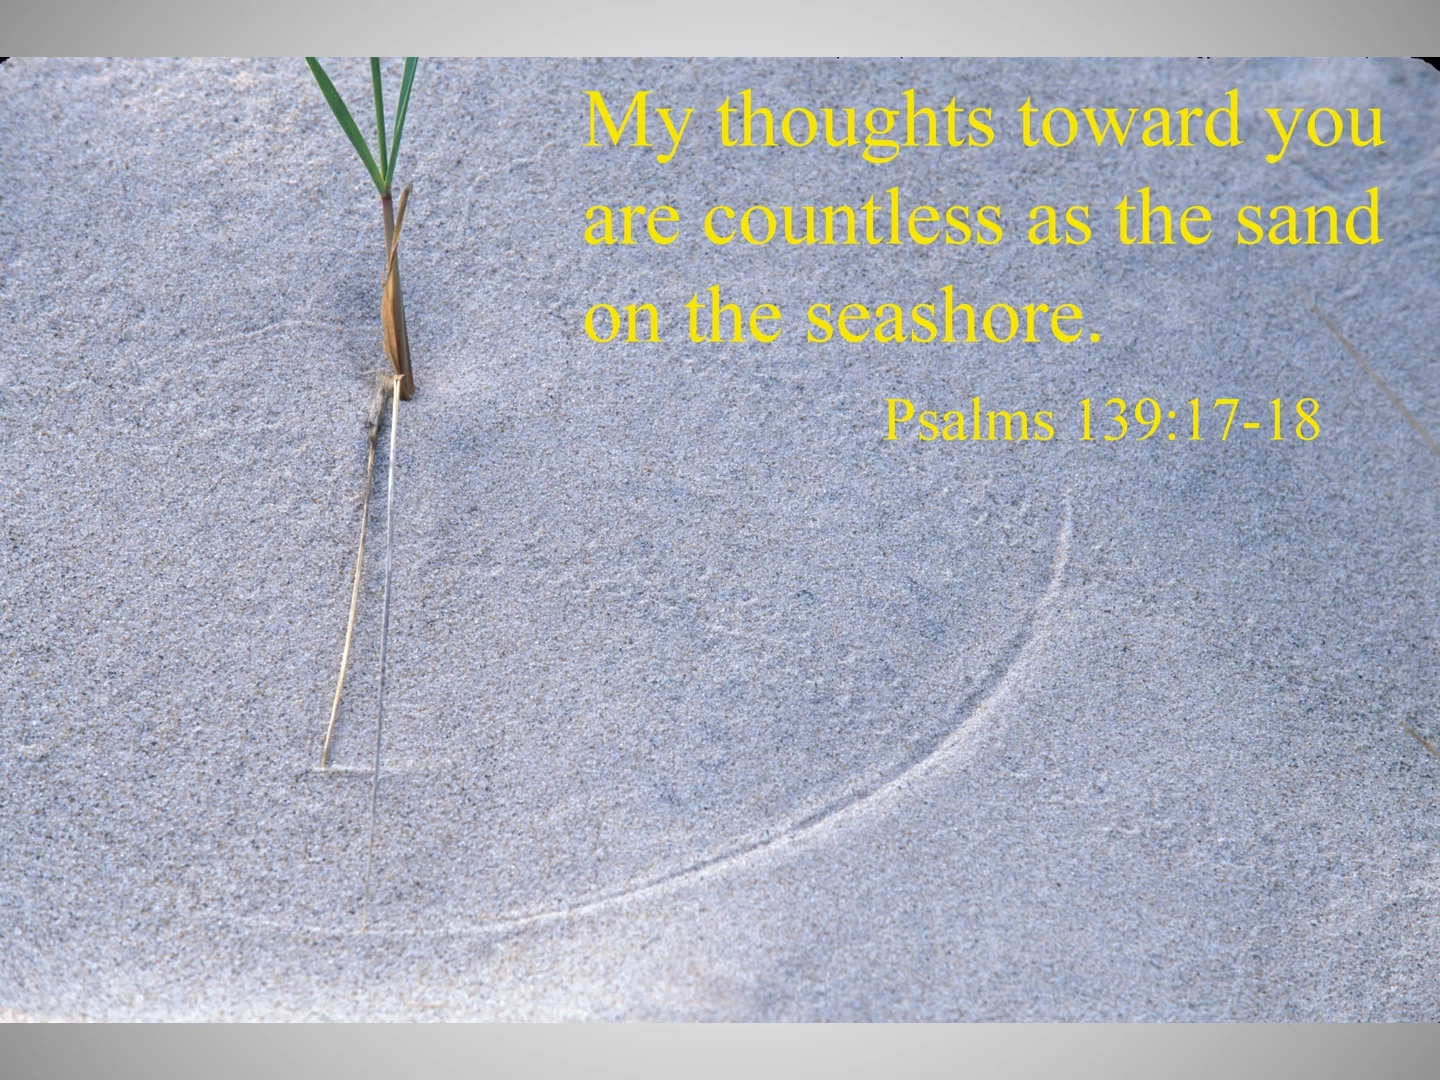 My thoughts toward you
are countless as the sand
on the seashore.
Psalms 139:17-18